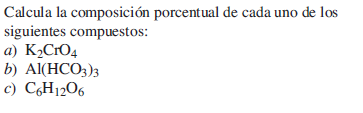 Calcula la composición porcentual de cada uno de los
siguientes compuestos:
a) K₂CrO₄
b) Al(HCO₃)₃
c) C₆H₁₂O₆